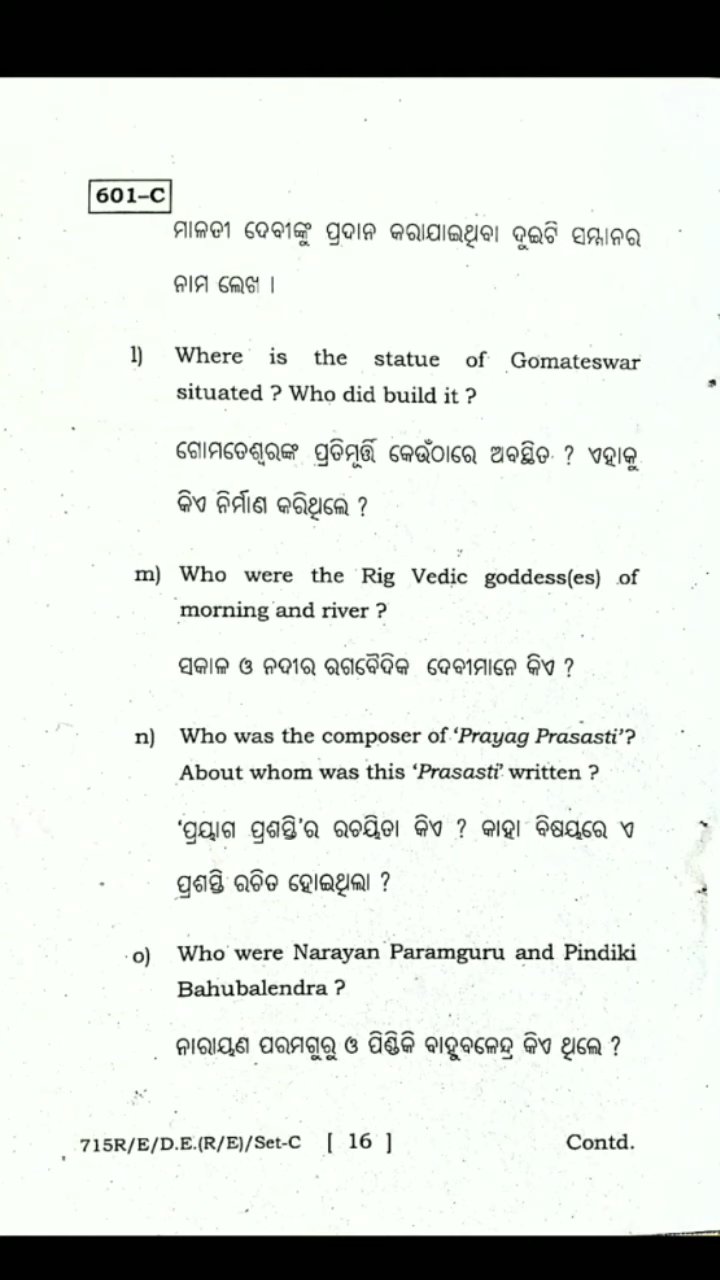 601–C
ମାଳତୀ ଦେବୀଙ୍କୁ ପ୍ରଦାନ କରାଯାଇଥିବା ଦୁଇଟି ସମ୍ମାନର
ନାମ ଲେଖ ।
l) Where is the statue of Gomateswar
situated ? Who did build it ?
ଗୋମତେଶ୍ୱରଙ୍କ ପ୍ରତିମୂର୍ତ୍ତି କେଉଁଠାରେ ଅବସ୍ଥିତ ? ଏହାକୁ
କିଏ ନିର୍ମାଣ କରିଥିଲେ ?
m) Who were the Rig Vedic goddess(es) of
morning and river ?
ସକାଳ ଓ ନଦୀର ଋଗବୈଦିକ ଦେବୀମାନେ କିଏ ?
n) Who was the composer of ‘Prayag Prasasti’?
About whom was this ‘Prasasti’ written ?
‘ପ୍ରୟାଗ ପ୍ରଶସ୍ତି’ର ରଚୟିତା କିଏ ? କାହା ବିଷୟରେ ଏ
ପ୍ରଶସ୍ତି ରଚିତ ହୋଇଥିଲା ?
o) Who were Narayan Paramguru and Pindiki
Bahubalendra ?
ନାରାୟଣ ପରମଗୁରୁ ଓ ପିଣ୍ଡିକି ବାହୁବଳେନ୍ଦ୍ର କିଏ ଥିଲେ ?
715R/E/D.E.(R/E)/Set-C [ 16 ] Contd.